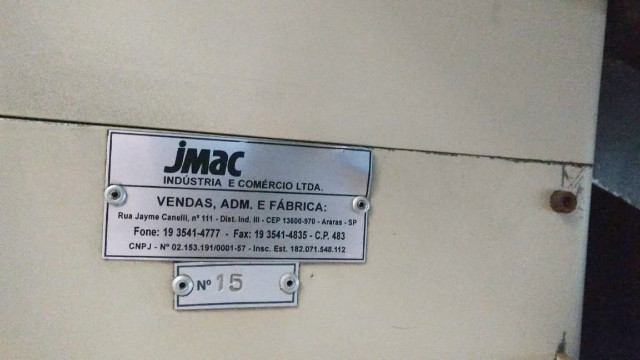 jmac
INDÚSTRIA E COMÉRCIO LTDA.
VENDAS, ADM. E FÁBRICA:
Rua Jayme Canulli, nº 111 - Dist. Ind. III - CEP 13600-970 - Araras - SP
Fone: 19 3541-4777 - Fax: 19 3541-4835 - C.P. 483
CNPJ - Nº 02.153.191/0001-57 - Insc. Est. 182.071.548.112
Nº 15